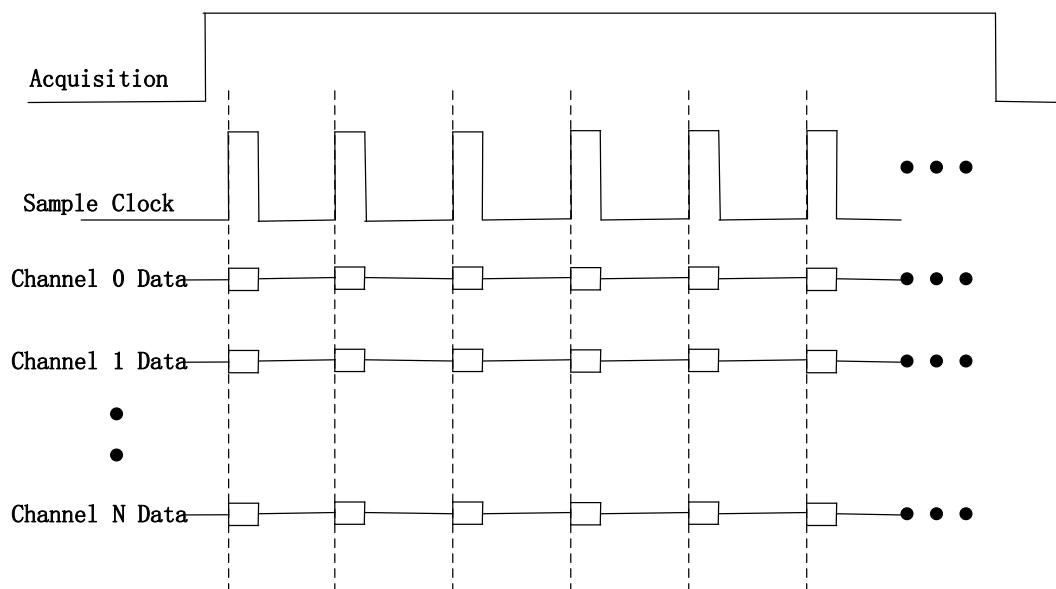 Acquisition
Sample Clock
Channel 0 Data
Channel 1 Data
Channel N Data